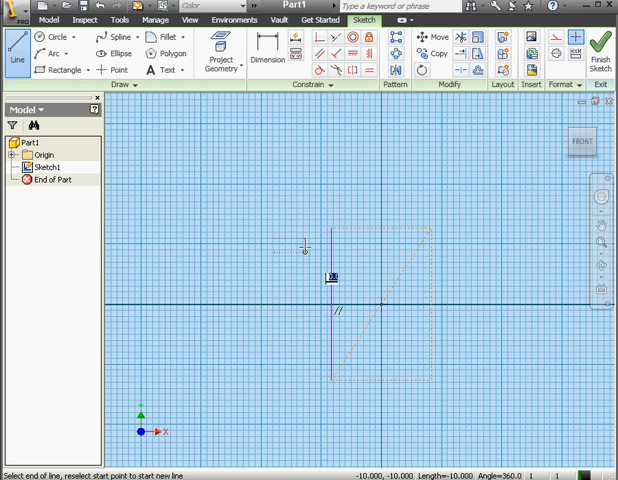 Color
Part1
Type a keyword or phrase
PRO
Model
Inspect
Tools
Manage
View
Environments
Vault
Get Started
Sketch
Line
Circle
Spline
Fillet
Arc
Ellipse
Polygon
Rectangle
Point
Text
Project
Geometry
Dimension
Move
Copy
Finish
Sketch
Draw
Constrain
Pattern
Modify
Layout
Insert
Format
Exit
Model
Part1
Origin
Sketch1
End of Part
FRONT
X
Select end of line, reselect start point to start new line
-10.000, -10.000 Length=-10.000 Angle=360.0 1 1